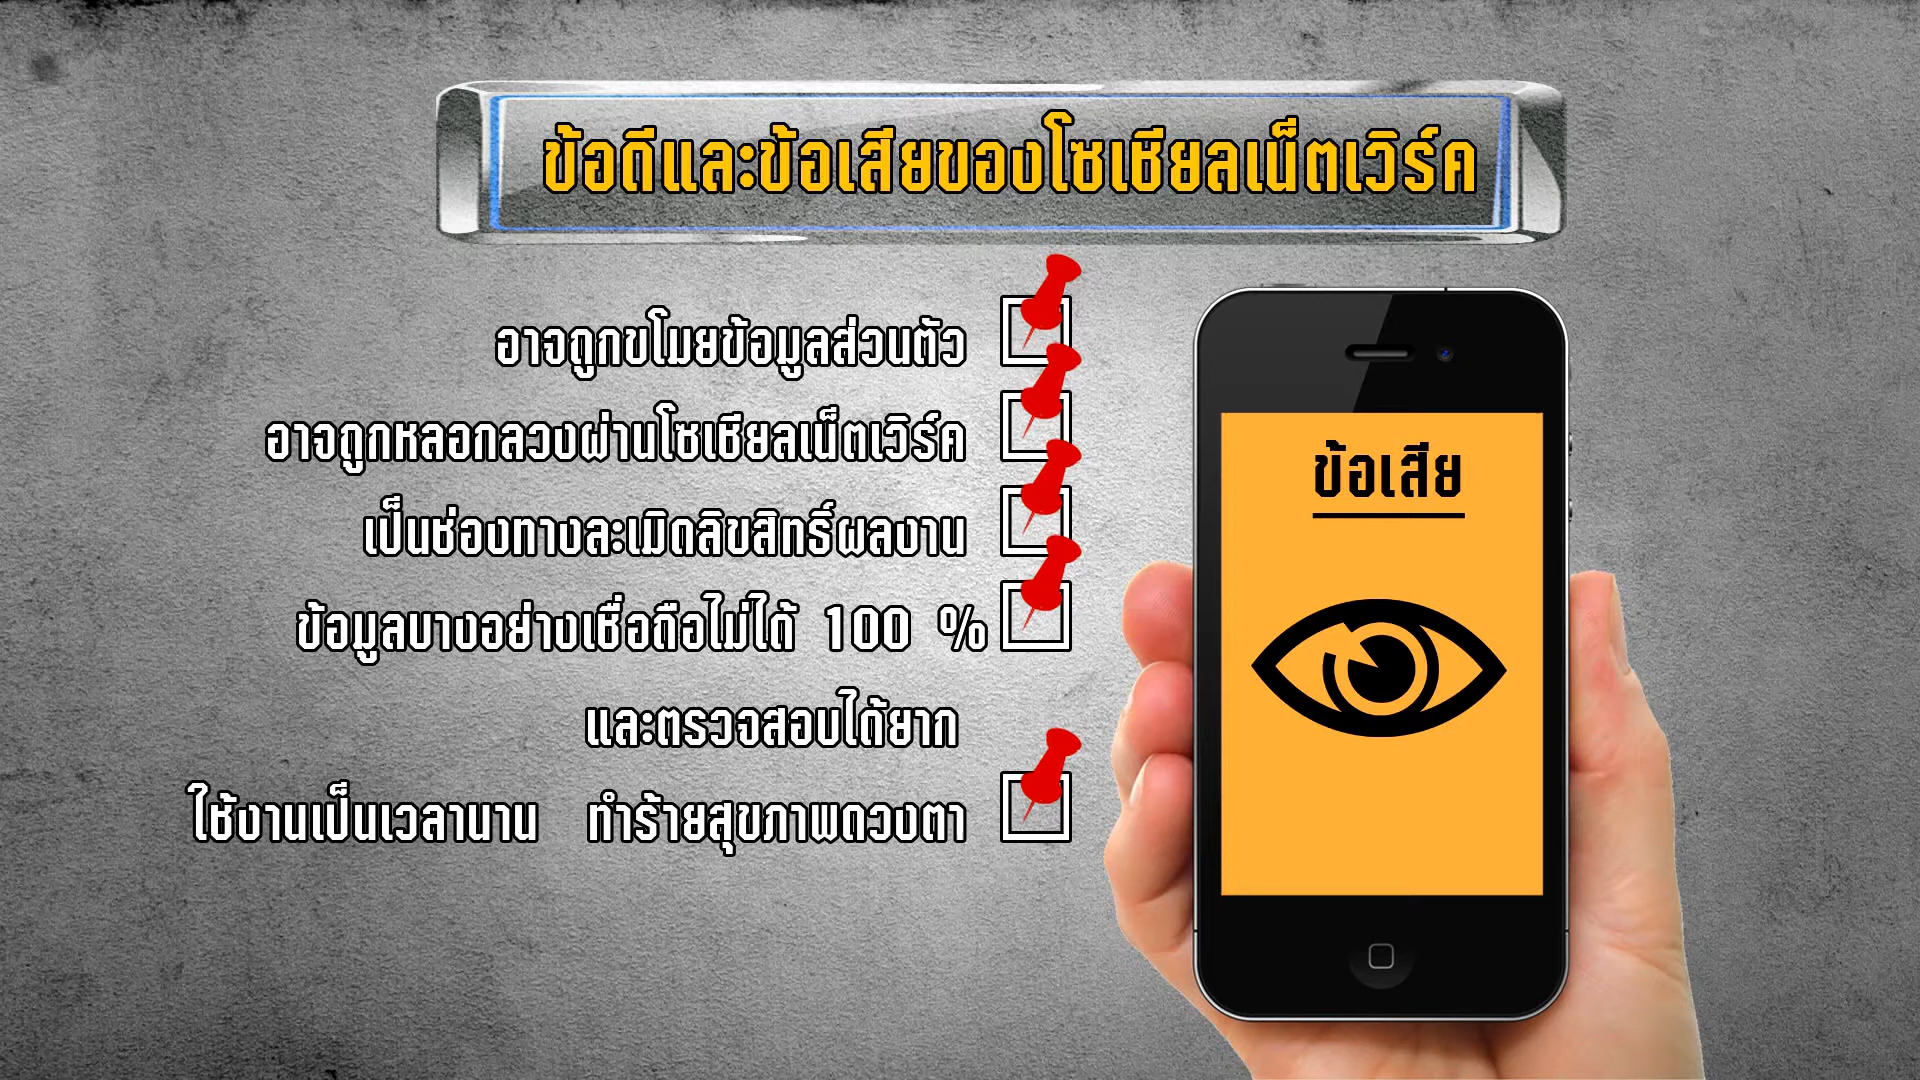 ข้อดีและข้อเสียของโซเชียลเน็ตเวิร์ค
อาจถูกขโมยข้อมูลส่วนตัว
อาจถูกหลอกลวงผ่านโซเชียลเน็ตเวิร์ค
เป็นช่องทางละเมิดลิขสิทธิ์ผลงาน
ข้อมูลบางอย่างเชื่อถือไม่ได้ 100 %
และตรวจสอบได้ยาก
ใช้งานเป็นเวลานาน ทำร้ายสุขภาพดวงตา
ข้อเสีย